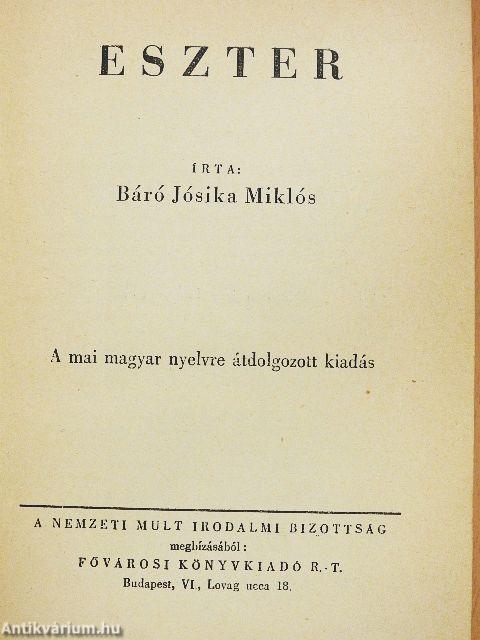 ESZTER
ÍRTA:
Báró Jósika Miklós
A mai magyar nyelvre átdolgozott kiadás
A NEMZETI MULT IRODALMI BIZOTTSÁG
megbízásából:
FŐVÁROSI KÖNYVKIADÓ R.-T.
Budapest, VI., Lovag ucca 18.
Antikvárium.hu